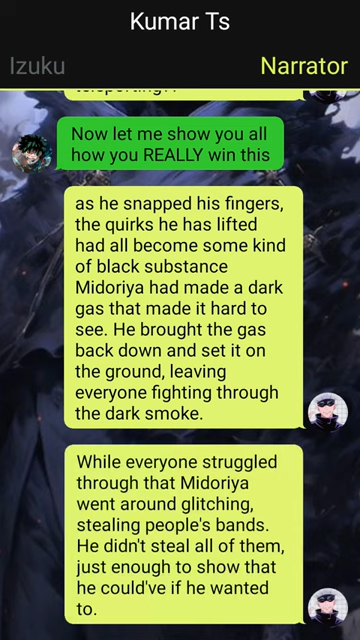 Kumar Ts
Izuku
Narrator
Now let me show you all
how you REALLY win this
as he snapped his fingers,
the quirks he has lifted
had all become some kind
of black substance
Midoriya had made a dark
gas that made it hard to
see. He brought the gas
back down and set it on
the ground, leaving
everyone fighting through
the dark smoke.
While everyone struggled
through that Midoriya
went around glitching,
stealing people's bands.
He didn't steal all of them,
just enough to show that
he could've if he wanted
to.